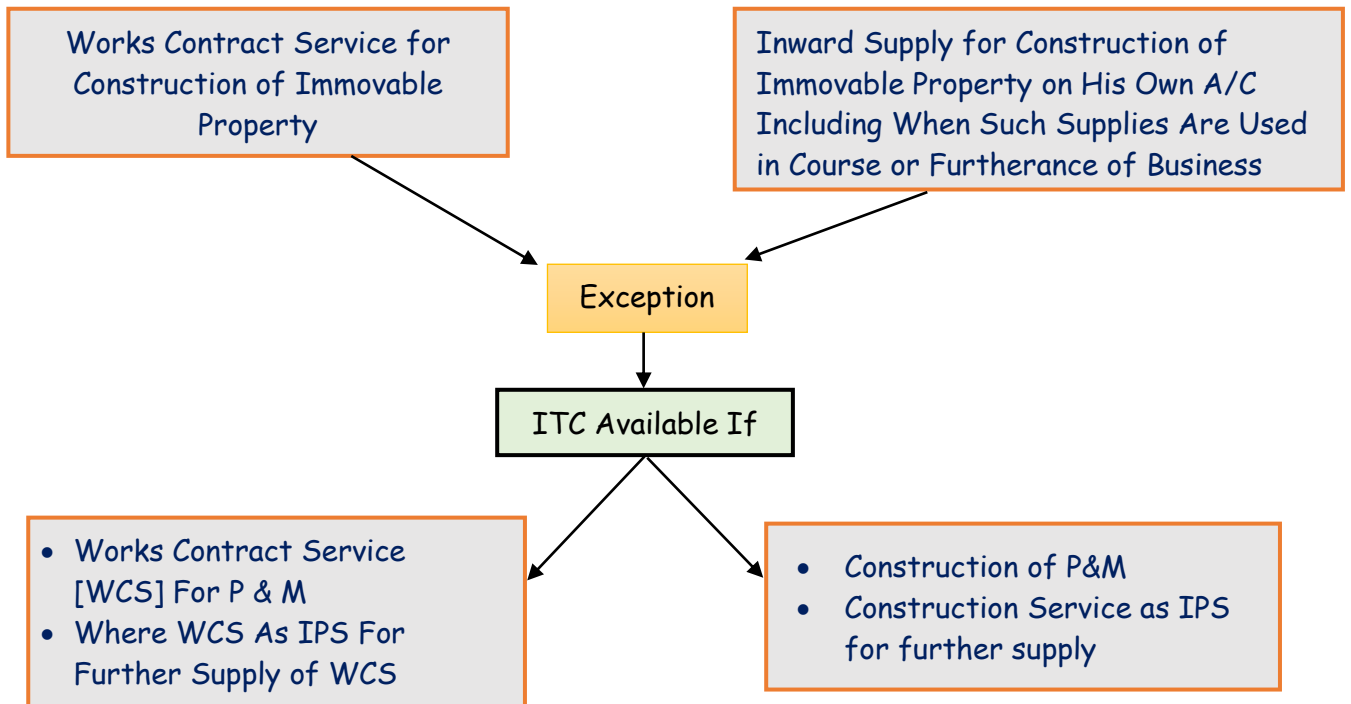 Works Contract Service for
Construction of Immovable
Property
Inward Supply for Construction of
Immovable Property on His Own A/C
Including When Such Supplies Are Used
in Course or Furtherance of Business
Exception
ITC Available If
• Works Contract Service
[WCS] For P & M
• Where WCS As IPS For
Further Supply of WCS
• Construction of P&M
• Construction Service as IPS
for further supply